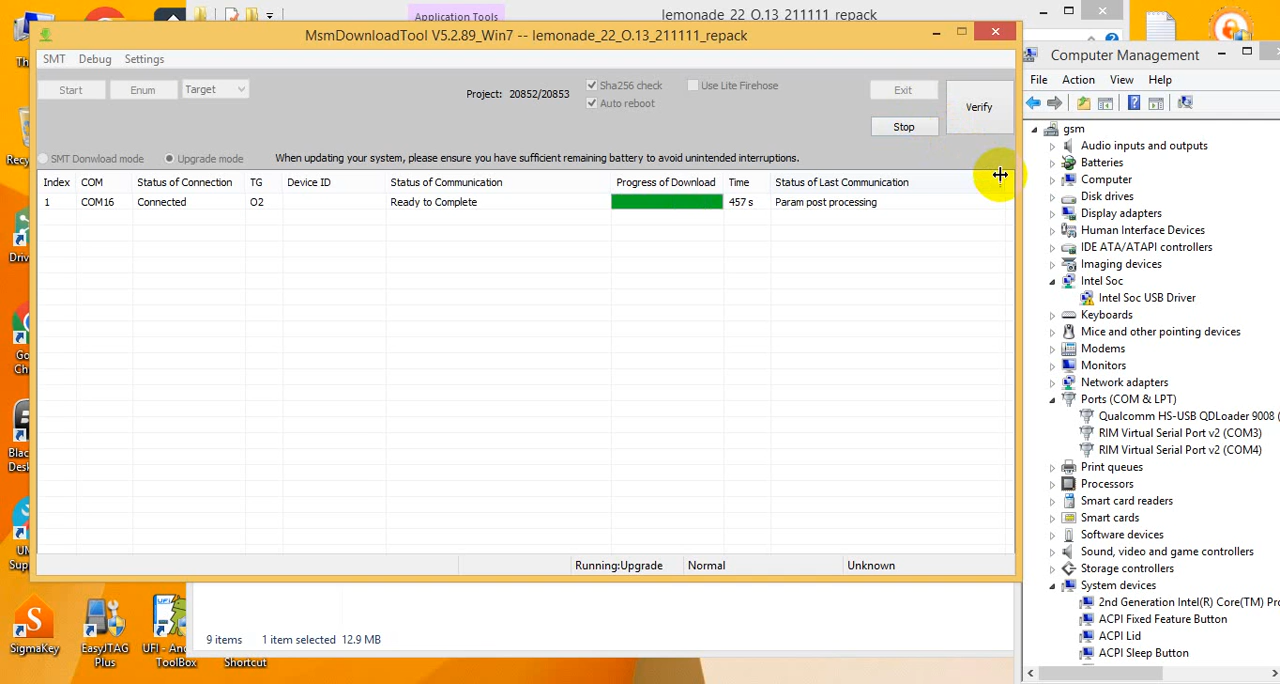 Application Tools
lemonade_22_O.13_211111_repack
MsmDownloadTool V5.2.89_Win7 -- lemonade_22_O.13_211111_repack
SMT Debug Settings
Start Enum Target
Project: 20852/20853
Sha256 check
Use Lite Firehose
Auto reboot
Exit
Stop
Verify
SMT Donwload mode
Upgrade mode
When updating your system, please ensure you have sufficient remaining battery to avoid unintended interruptions.
Index COM Status of Connection TG Device ID Status of Communication Progress of Download Time Status of Last Communication
1 COM16 Connected O2 Ready to Complete 457 s Param post processing
Running:Upgrade Normal Unknown
9 items 1 item selected 12.9 MB
SigmaKey
EasyJTAG
Plus
UFI - An
ToolBox
Shortcut
Computer Management
File Action View Help
gsm
Audio inputs and outputs
Batteries
Computer
Disk drives
Display adapters
Human Interface Devices
IDE ATA/ATAPI controllers
Imaging devices
Intel Soc
Intel Soc USB Driver
Keyboards
Mice and other pointing devices
Modems
Monitors
Network adapters
Ports (COM & LPT)
Qualcomm HS-USB QDLoader 9008 (
RIM Virtual Serial Port v2 (COM3)
RIM Virtual Serial Port v2 (COM4)
Print queues
Processors
Smart card readers
Smart cards
Software devices
Sound, video and game controllers
Storage controllers
System devices
2nd Generation Intel(R) Core(TM) Pr
ACPI Fixed Feature Button
ACPI Lid
ACPI Sleep Button